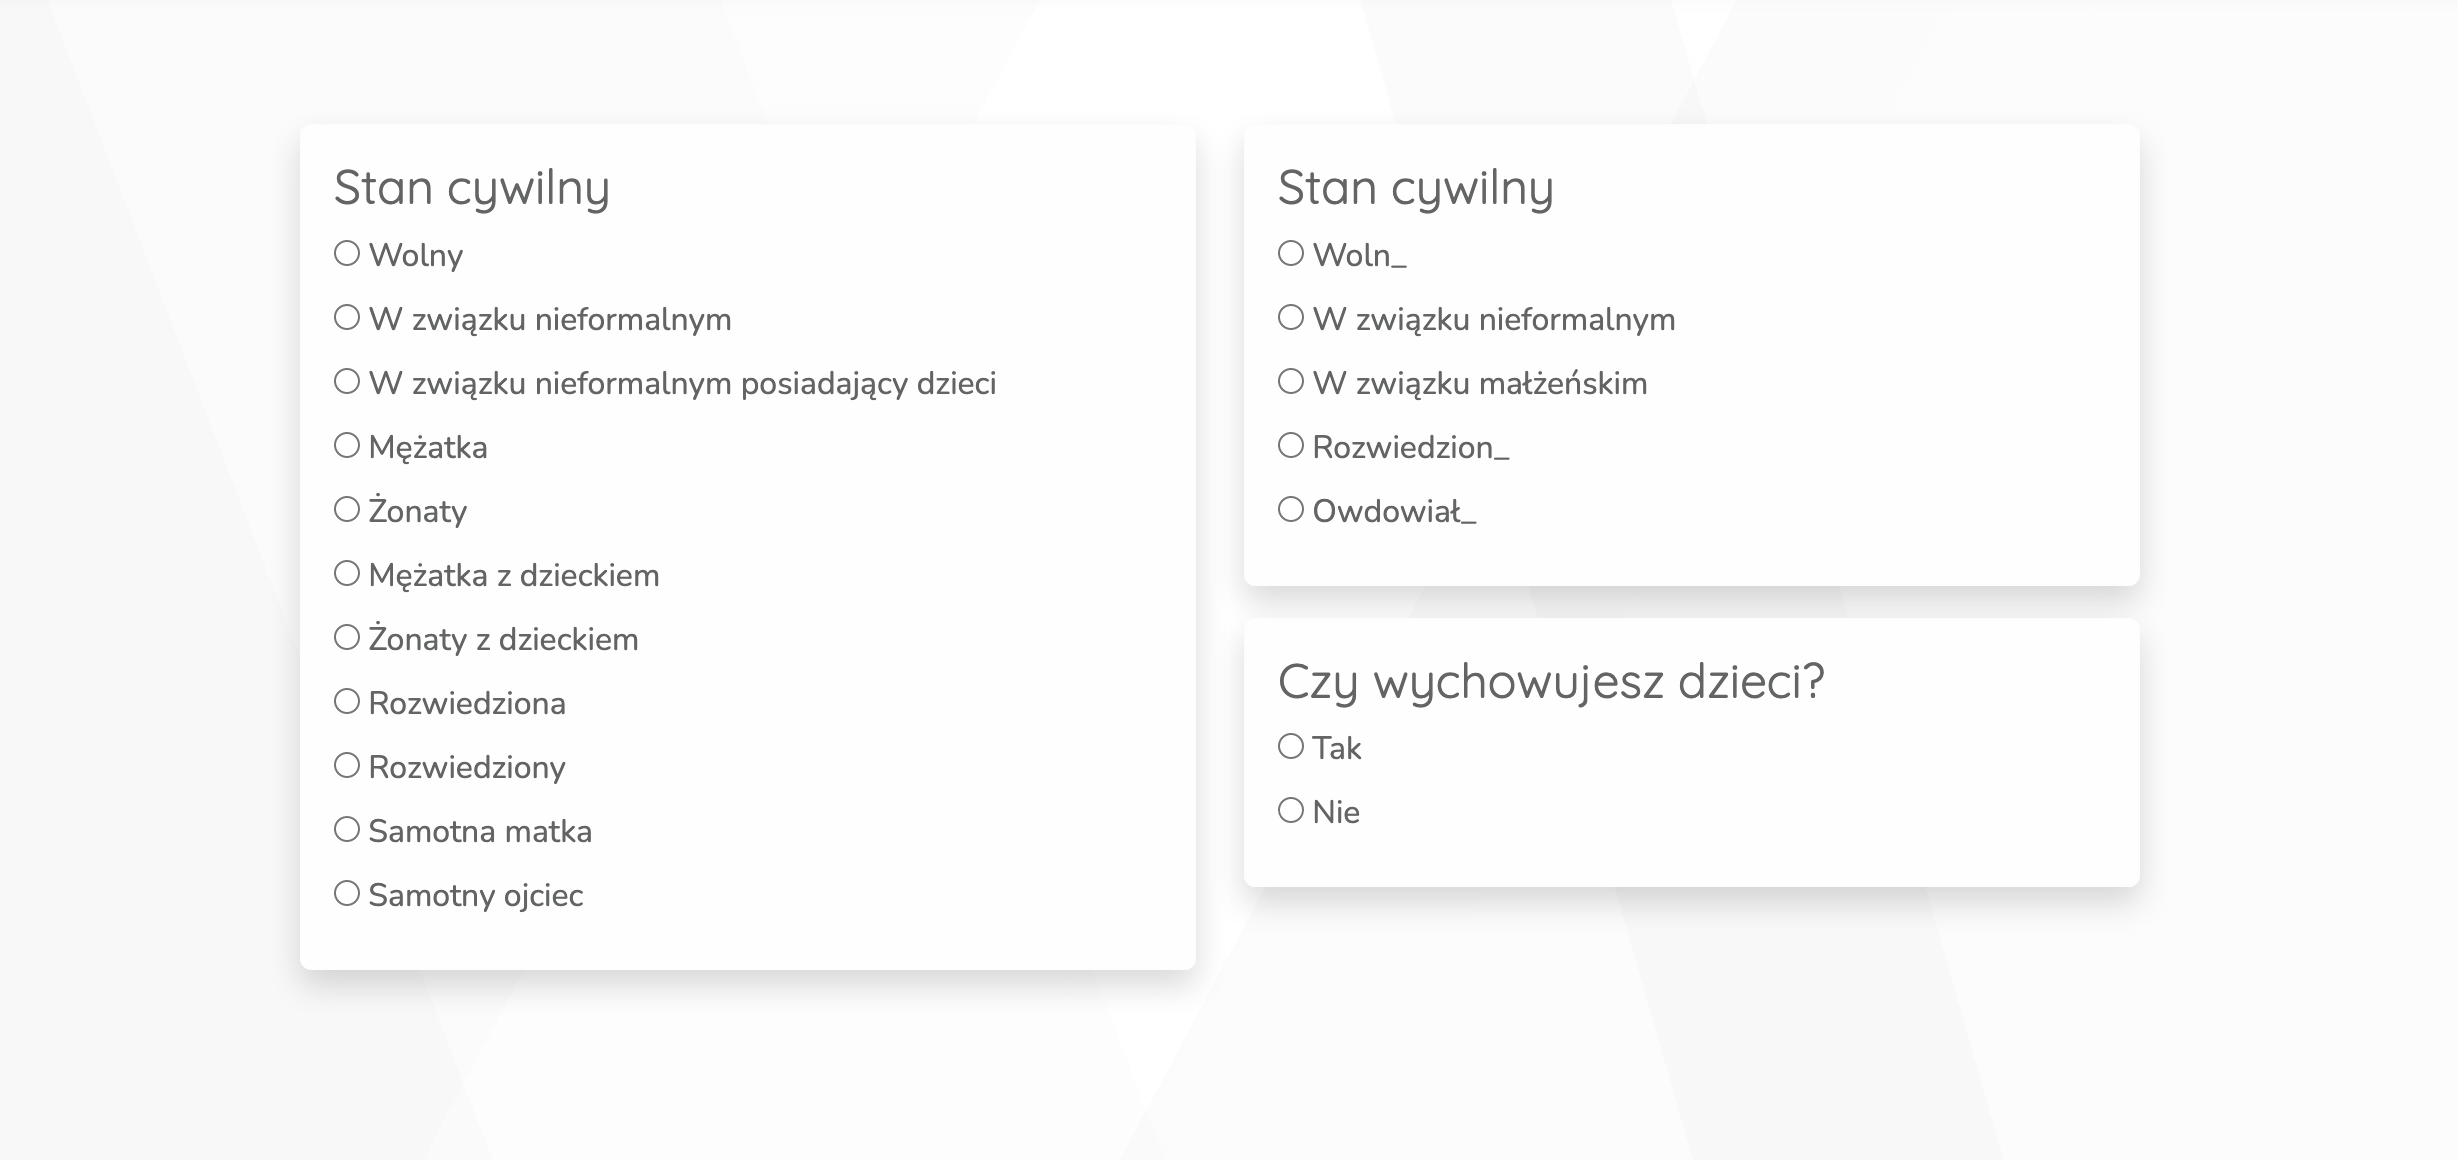 Stan cywilny
Wolny
W związku nieformalnym
W związku nieformalnym posiadający dzieci
Mężatka
Żonaty
Mężatka z dzieckiem
Żonaty z dzieckiem
Rozwiedziona
Rozwiedziony
Samotna matka
Samotny ojciec
Stan cywilny
Woln_
W związku nieformalnym
W związku małżeńskim
Rozwiedzion_
Owdowiał_
Czy wychowujesz dzieci?
Tak
Nie